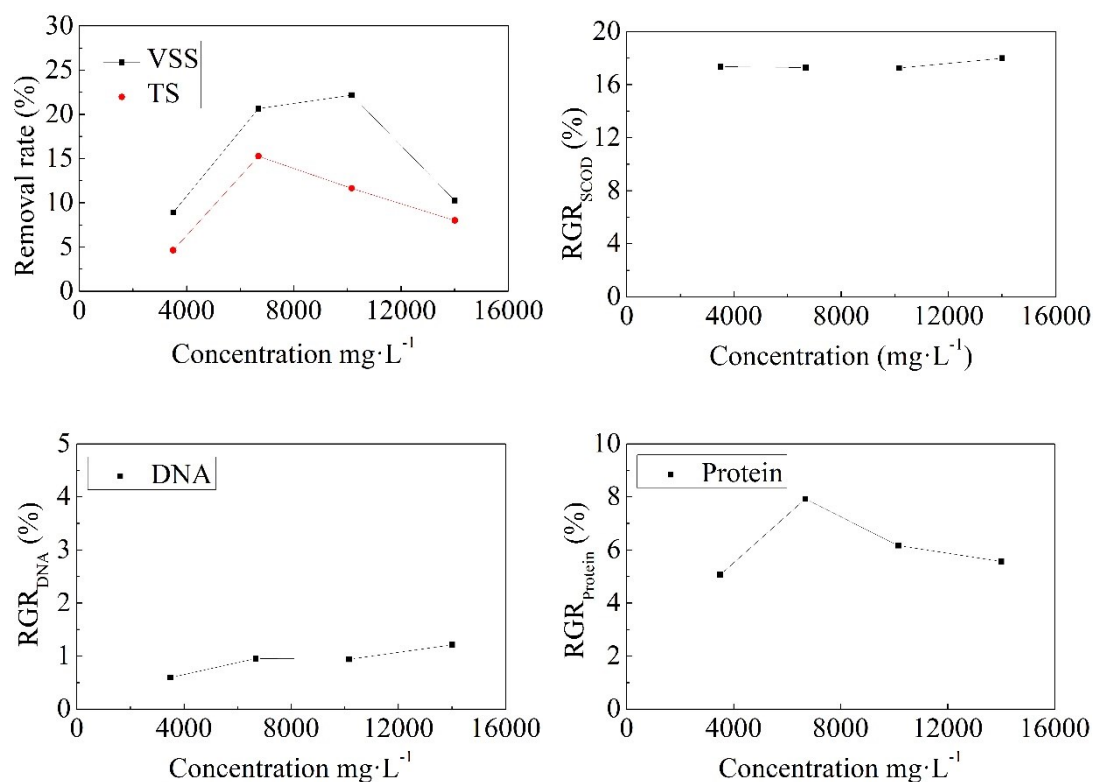 30
25
20
15
10
5
0
VSS
TS
Removal rate (%)
0 4000 8000 12000 16000
Concentration mg·L-1
20
16
12
8
4
0
RGRSCOD (%)
0 4000 8000 12000 16000
Concentration (mg·L-1)
5
4
3
2
1
0
DNA
RGRDNA (%)
0 4000 8000 12000 16000
Concentration mg·L-1
10
8
6
4
2
0
Protein
RGRProtein (%)
0 4000 8000 12000 16000
Concentration mg·L-1